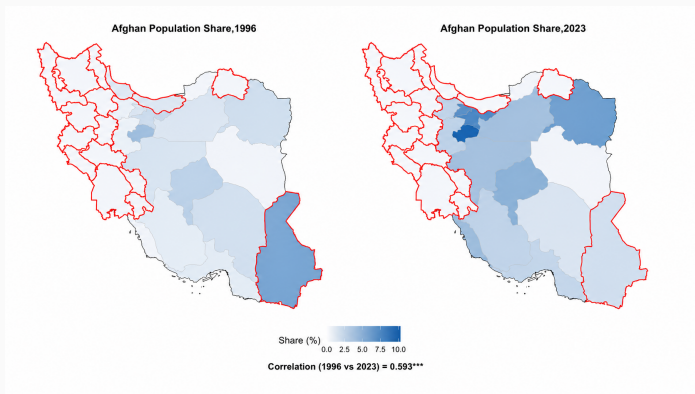 Afghan Population Share,1996
Afghan Population Share,2023
Share (%)
0.0 2.5 5.0 7.5 10.0
Correlation (1996 vs 2023) = 0.593***